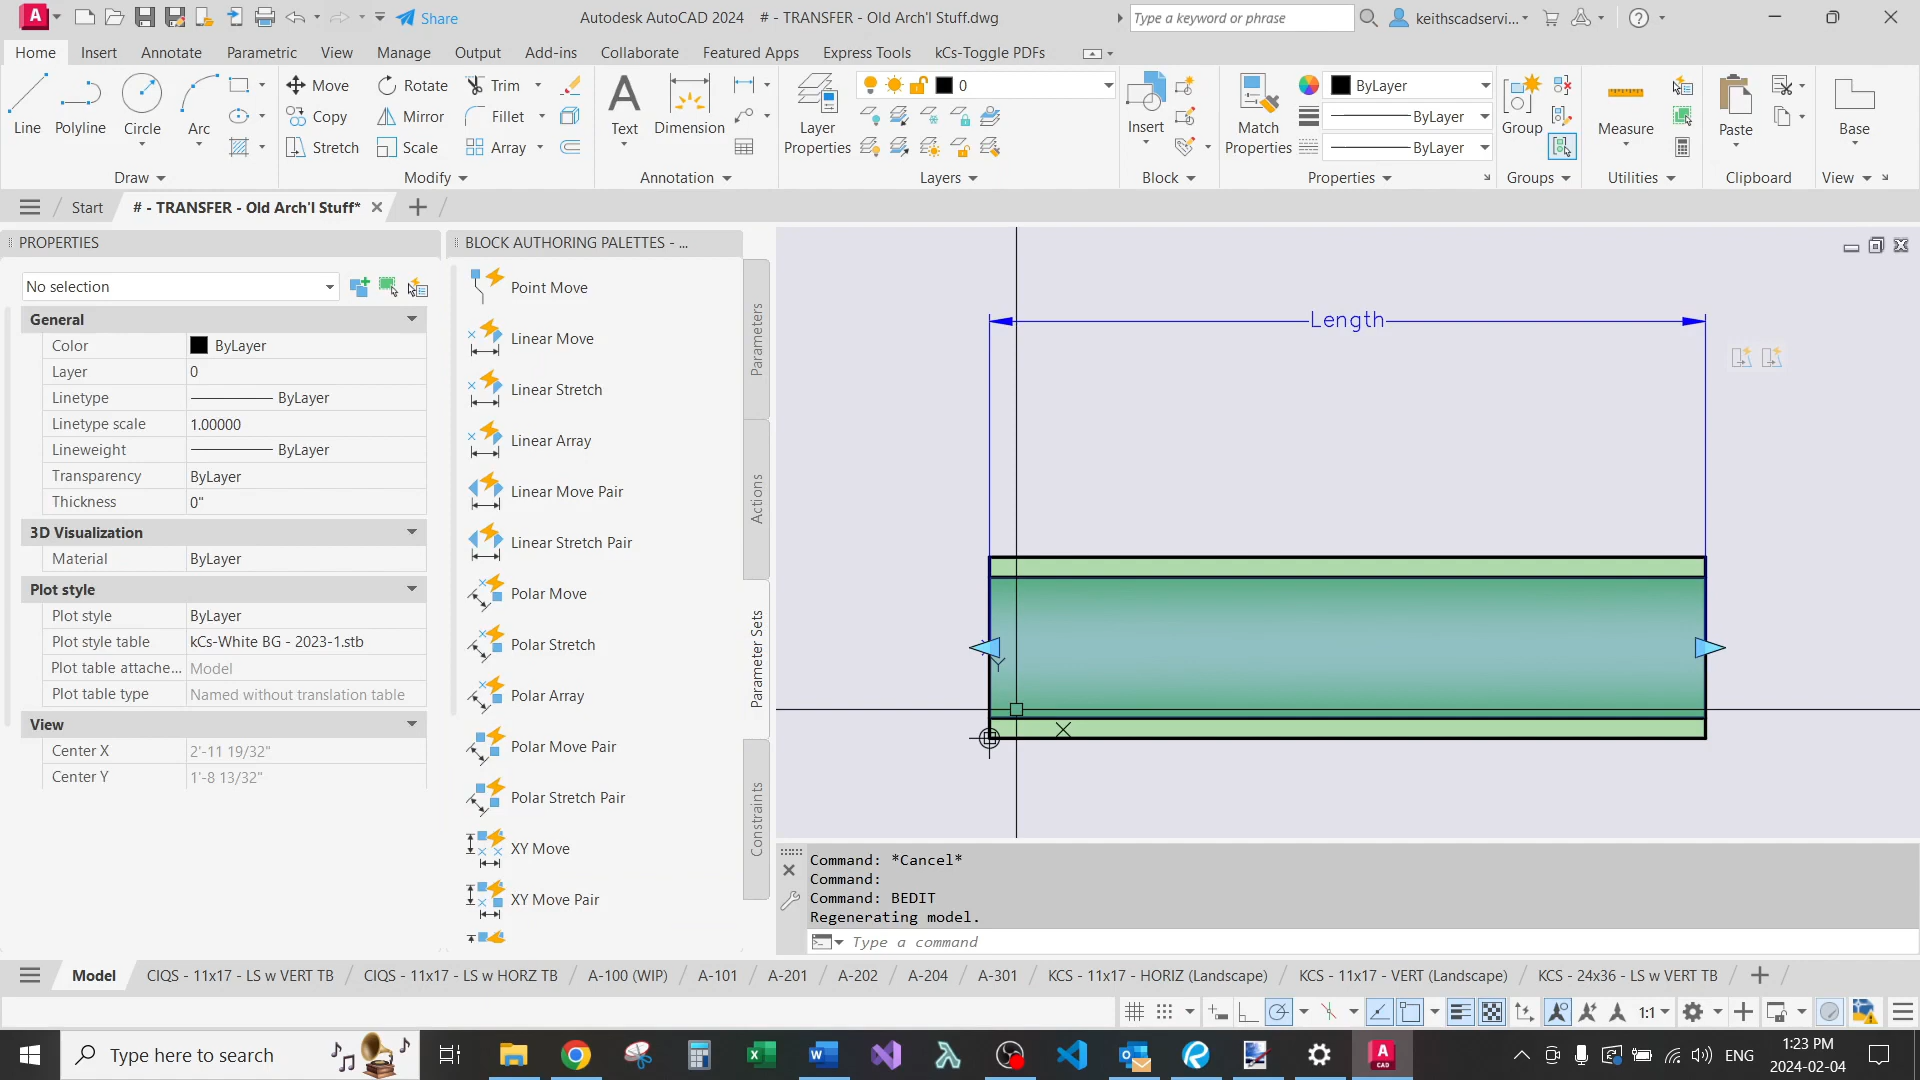 Share
Autodesk AutoCAD 2024 # - TRANSFER - Old Arch'l Stuff.dwg
Type a keyword or phrase
keithscadservi...
Home Insert Annotate Parametric View Manage Output Add-ins Collaborate Featured Apps Express Tools kCs-Toggle PDFs
Line Polyline Circle Arc
Move Rotate Trim
Copy Mirror Fillet
Stretch Scale Array
Text Dimension
Layer Properties
0
Insert
Match Properties
ByLayer
ByLayer
ByLayer
Group
Measure
Paste
Base
Draw Modify Annotation Layers Block Properties Groups Utilities Clipboard View
Start # - TRANSFER - Old Arch'l Stuff*
PROPERTIES
No selection
General
Color ByLayer
Layer 0
Linetype ByLayer
Linetype scale 1.00000
Lineweight ByLayer
Transparency ByLayer
Thickness 0"
3D Visualization
Material ByLayer
Plot style
Plot style ByLayer
Plot style table kCs-White BG - 2023-1.stb
Plot table attache... Model
Plot table type Named without translation table
View
Center X 2'-11 19/32"
Center Y 1'-8 13/32"
BLOCK AUTHORING PALETTES - ...
Point Move
Linear Move
Linear Stretch
Linear Array
Linear Move Pair
Linear Stretch Pair
Polar Move
Polar Stretch
Polar Array
Polar Move Pair
Polar Stretch Pair
XY Move
XY Move Pair
Parameters
Actions
Parameter Sets
Constraints
Length
Y
Command: *Cancel*
Command:
Command: BEDIT
Regenerating model.
Type a command
Model CIQS - 11x17 - LS w VERT TB CIQS - 11x17 - LS w HORZ TB A-100 (WIP) A-101 A-201 A-202 A-204 A-301 KCS - 11x17 - HORIZ (Landscape) KCS - 11x17 - VERT (Landscape) KCS - 24x36 - LS w VERT TB
1:1
Type here to search
ENG
1:23 PM
2024-02-04